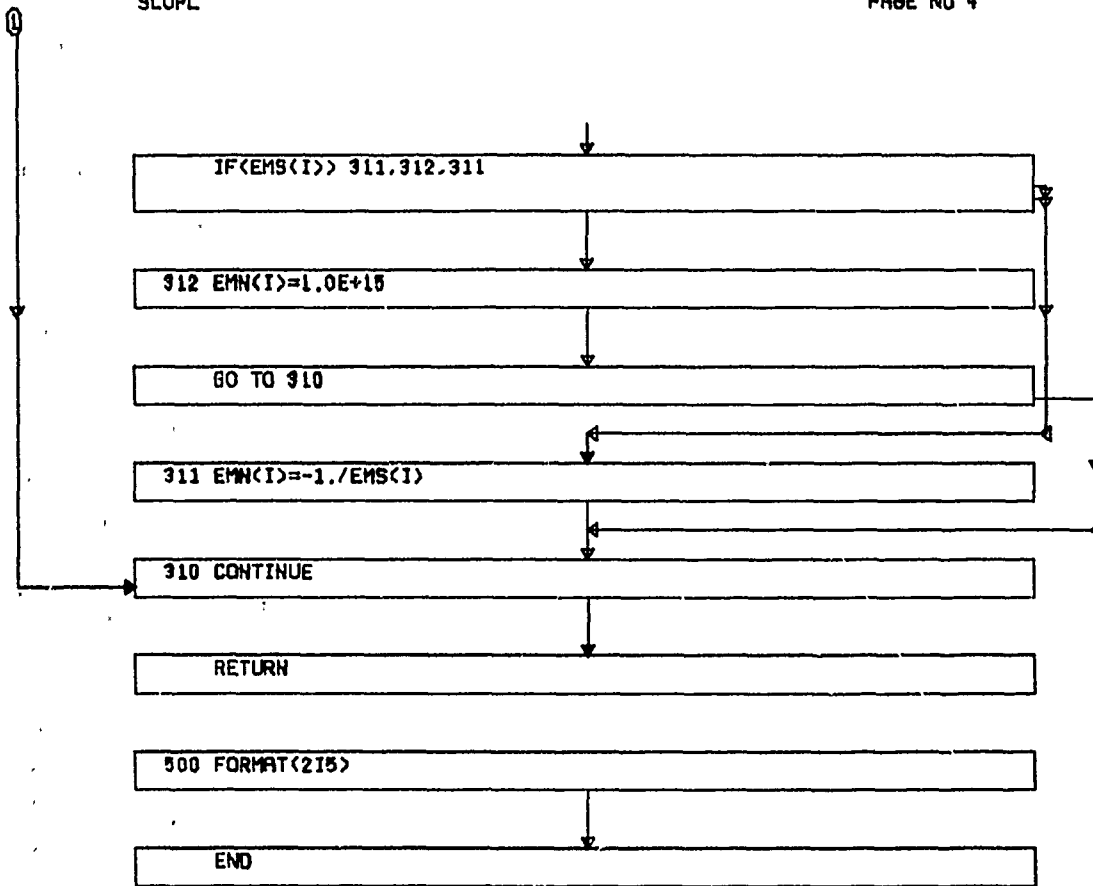 SLOPE PAGE NO 4
1
IF(EMS(I)) 311,312,311
312 EMN(I)=1.0E+15
GO TO 310
311 EMN(I)=-1./EMS(I)
310 CONTINUE
RETURN
500 FORMAT(2I5)
END